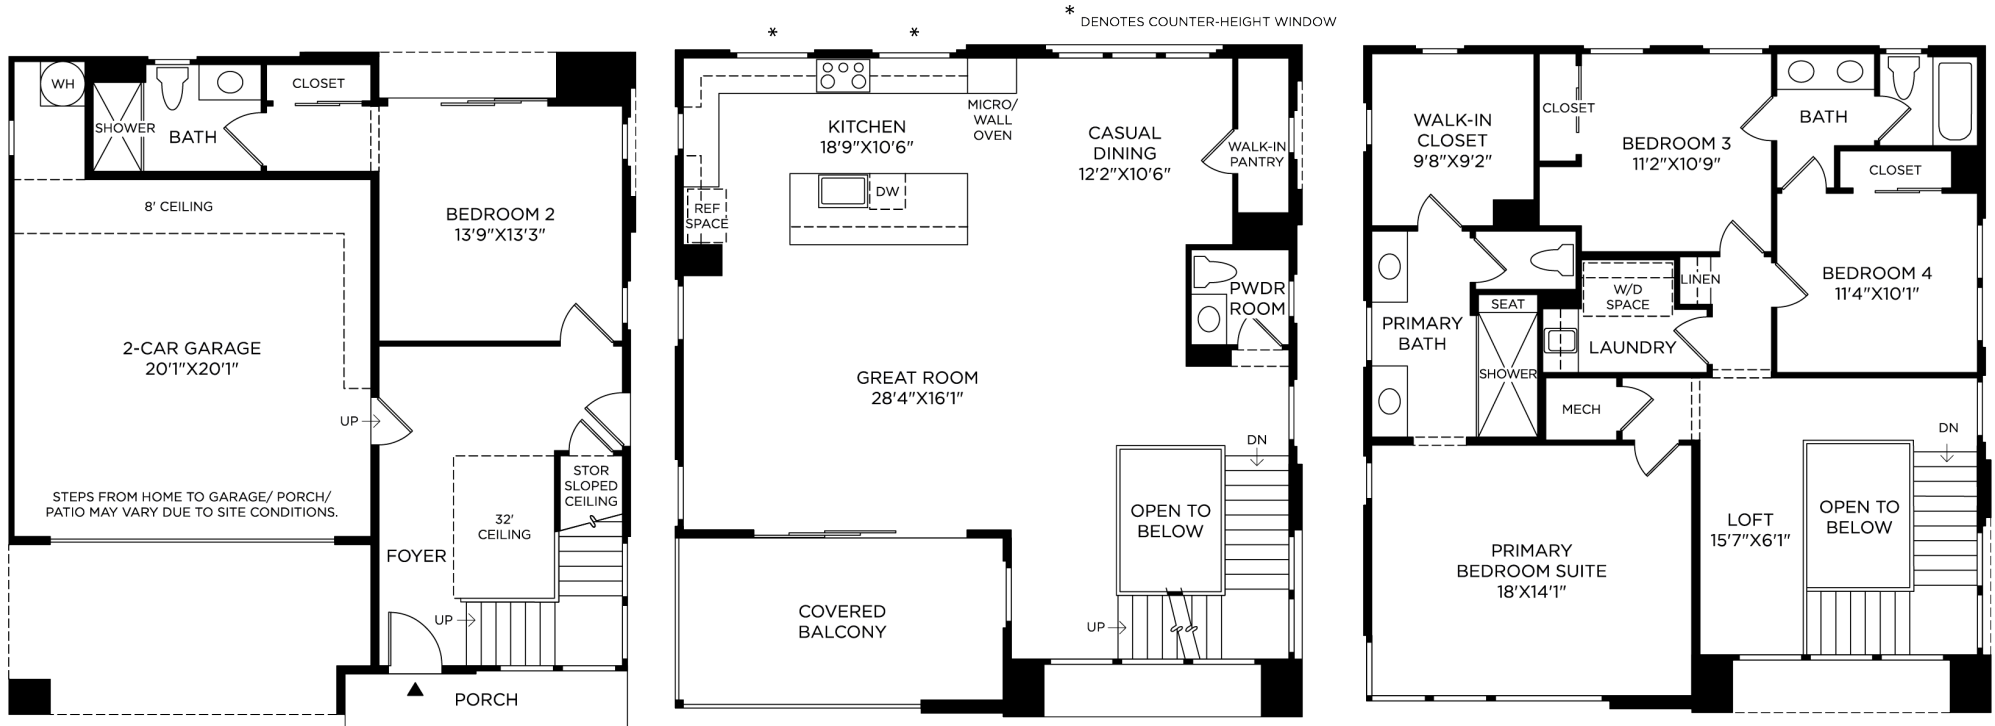 WH
SHOWER
BATH
CLOSET
8' CEILING
BEDROOM 2
13'9"X13'3"
2-CAR GARAGE
20'1"X20'1"
UP
STEPS FROM HOME TO GARAGE/ PORCH/
PATIO MAY VARY DUE TO SITE CONDITIONS.
STOR
SLOPED
CEILING
32'
CEILING
FOYER
UP
PORCH
* DENOTES COUNTER-HEIGHT WINDOW
*
*
KITCHEN
18'9"X10'6"
MICRO/
WALL
OVEN
CASUAL
DINING
12'2"X10'6"
WALK-IN
PANTRY
DW
REF
SPACE
PWDR
ROOM
GREAT ROOM
28'4"X16'1"
DN
OPEN TO
BELOW
UP
COVERED
BALCONY
WALK-IN
CLOSET
9'8"X9'2"
CLOSET
BEDROOM 3
11'2"X10'9"
BATH
CLOSET
BEDROOM 4
11'4"X10'1"
LINEN
W/D
SPACE
SEAT
PRIMARY
BATH
LAUNDRY
SHOWER
MECH
DN
LOFT
15'7"X6'1"
OPEN TO
BELOW
PRIMARY
BEDROOM SUITE
18'X14'1"